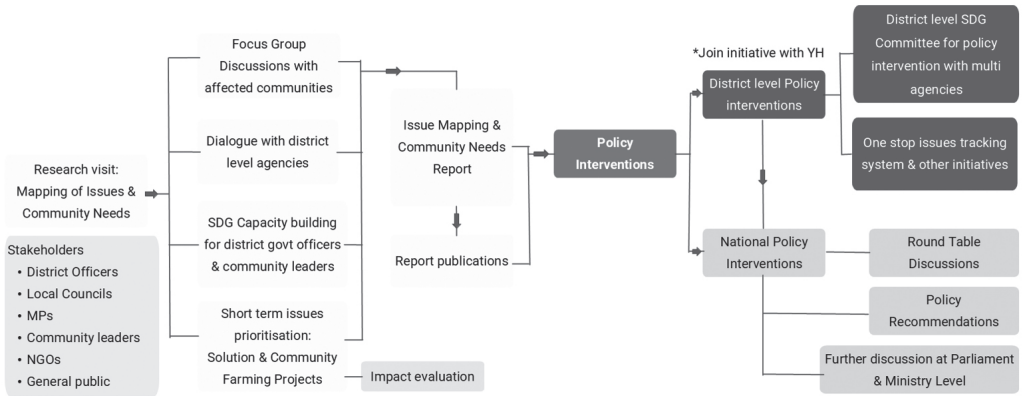 Research visit:
Mapping of Issues &
Community Needs
Stakeholders
• District Officers
• Local Councils
• MPs
• Community leaders
• NGOs
• General public
Focus Group
Discussions with
affected communities
Dialogue with district
level agencies
SDG Capacity building
for district govt officers
& community leaders
Short term issues
prioritisation:
Solution & Community
Farming Projects
Impact evaluation
Issue Mapping &
Community Needs
Report
Report publications
Policy
Interventions
*Join initiative with YH
District level Policy
interventions
District level SDG
Committee for policy
intervention with multi
agencies
One stop issues tracking
system & other initiatives
National Policy
Interventions
Round Table
Discussions
Policy
Recommendations
Further discussion at Parliament
& Ministry Level